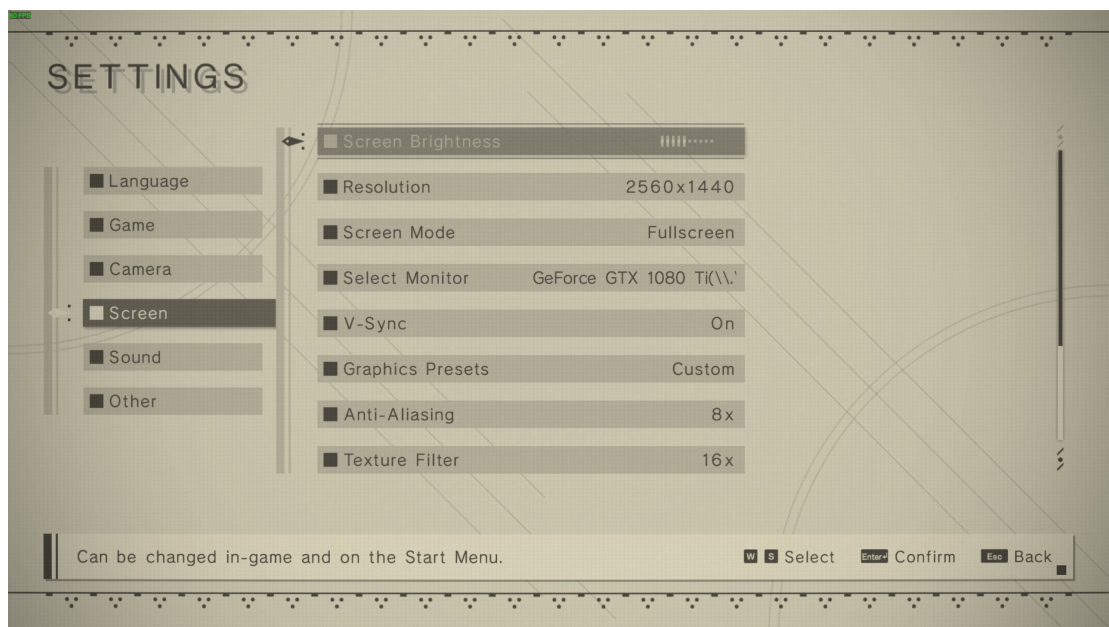 60 FPS
SETTINGS
Language
Game
Camera
Screen
Sound
Other
Screen Brightness
Resolution 2560x1440
Screen Mode Fullscreen
Select Monitor GeForce GTX 1080 Ti(\\.'
V-Sync On
Graphics Presets Custom
Anti-Aliasing 8x
Texture Filter 16x
Can be changed in-game and on the Start Menu. W S Select Enter↵ Confirm Esc Back